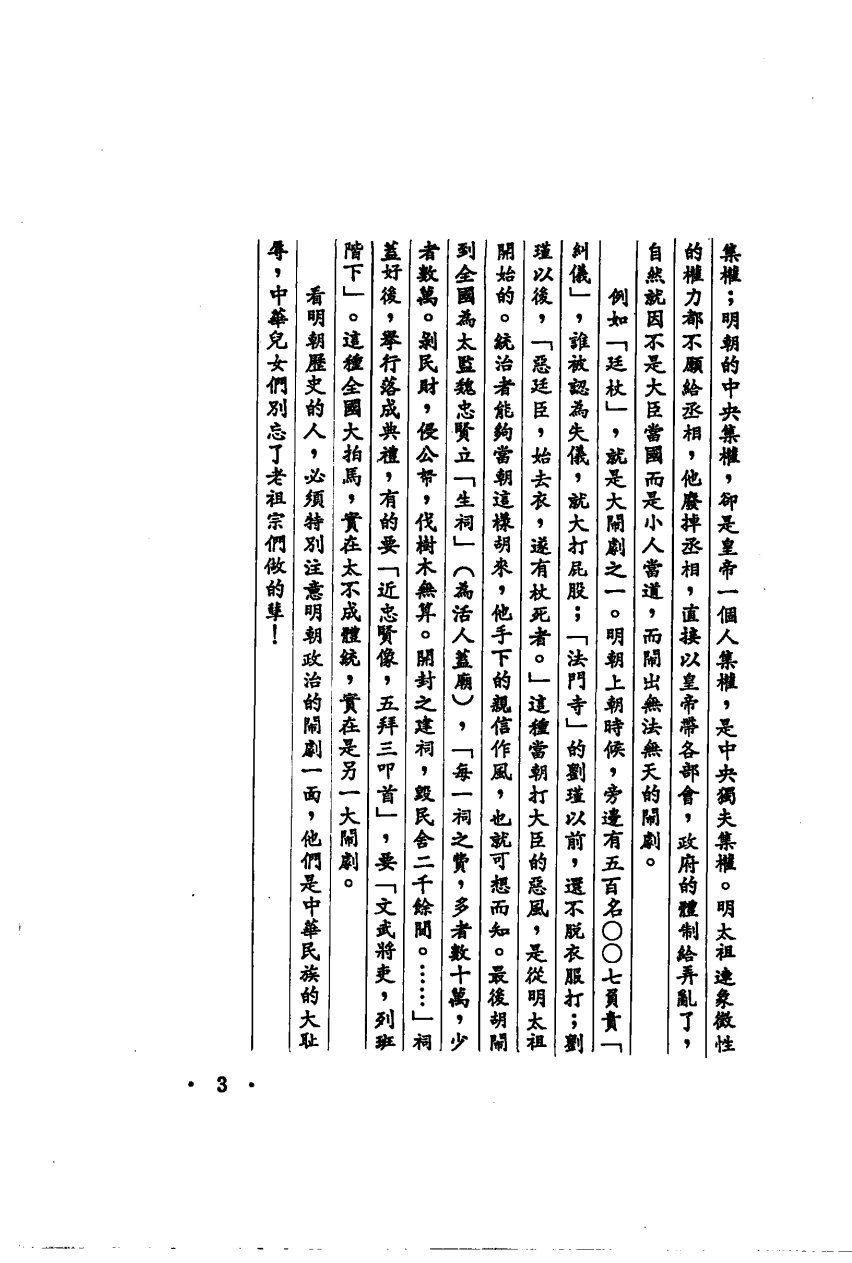 集權；明朝的中央集權，卻是皇帝一個人集權，是中央獨夫集權。明太祖連象徵性
的權力都不願給丞相，他廢掉丞相，直接以皇帝帶各部會，政府的體制給弄亂了，
自然就因不是大臣當國而是小人當道，而鬧出無法無天的鬧劇。
例如「廷杖」，就是大鬧劇之一。明朝上朝時候，旁邊有五百名〇〇七負責「
糾儀」，誰被認為失儀，就大打屁股；「法門寺」的劉瑾以前，還不脫衣服打；劉
瑾以後，「惡廷臣，始去衣，遂有杖死者。」這種當朝打大臣的惡風，是從明太祖
開始的。統治者能夠當朝這樣胡來，他手下的親信作風，也就可想而知。最後胡鬧
到全國為太監魏忠賢立「生祠」（為活人蓋廟），「每一祠之費，多者數十萬，少
者數萬。剝民財，侵公帑，伐樹木無算。開封之建祠，毀民舍二千餘間。……」祠
蓋好後，舉行落成典禮，有的要「近忠賢像，五拜三叩首」，要「文武將吏，列班
階下」。這種全國大拍馬，實在太不成體統，實在是另一大鬧劇。
看明朝歷史的人，必須特別注意明朝政治的鬧劇一面，他們是中華民族的大恥
辱，中華兒女們別忘了老祖宗們做的孽！
• 3 •